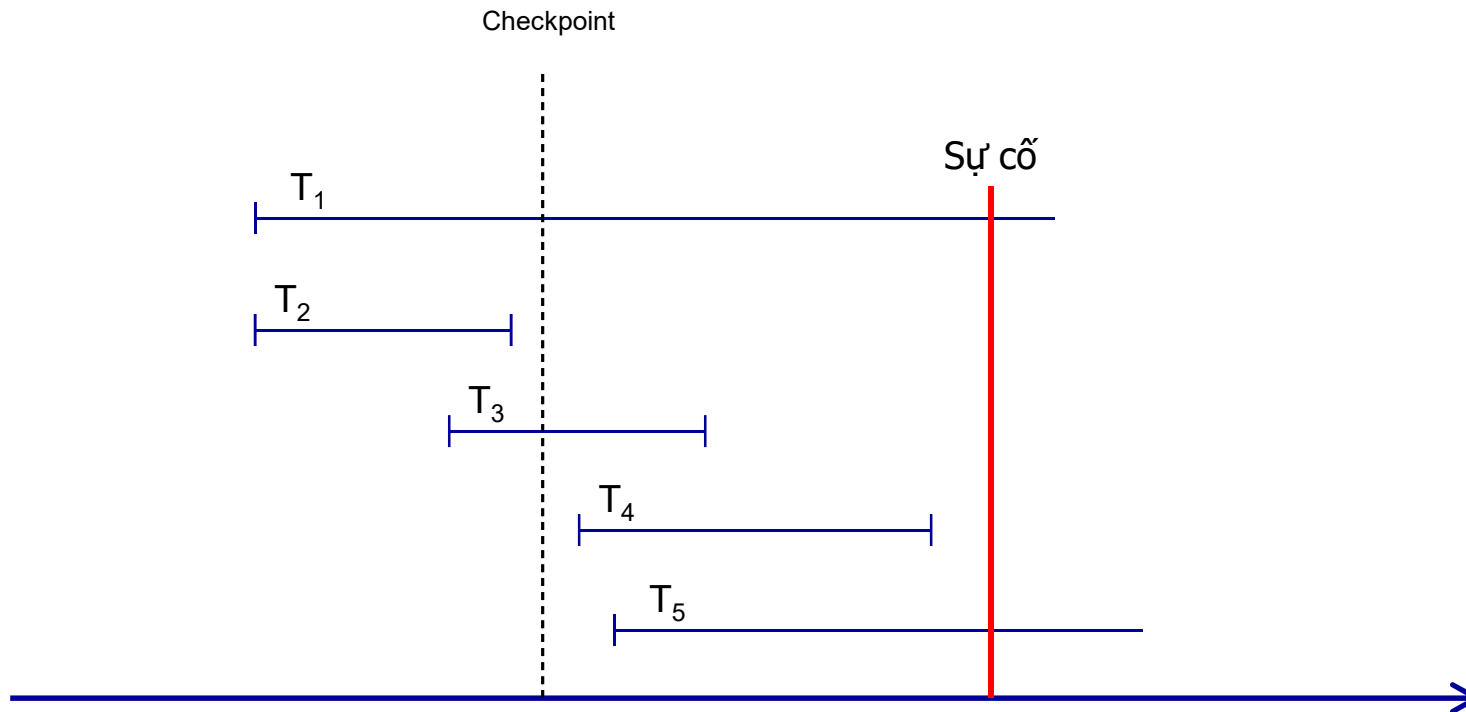 Checkpoint
Sự cố
T1
T2
T3
T4
T5